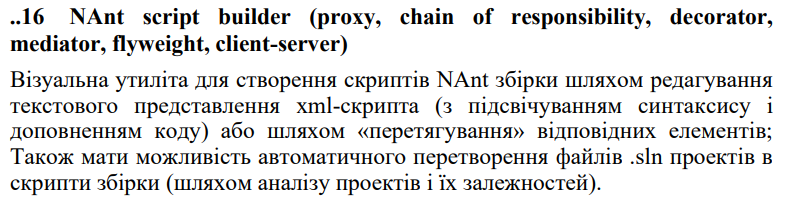 ..16 NAnt script builder (proxy, chain of responsibility, decorator,
mediator, flyweight, client-server)
Візуальна утиліта для створення скриптів NAnt збірки шляхом редагування
текстового представлення xml-скрипта (з підсвічуванням синтаксису і
доповненням коду) або шляхом «перетягування» відповідних елементів;
Також мати можливість автоматичного перетворення файлів .sln проектів в
скрипти збірки (шляхом аналізу проектів і їх залежностей).